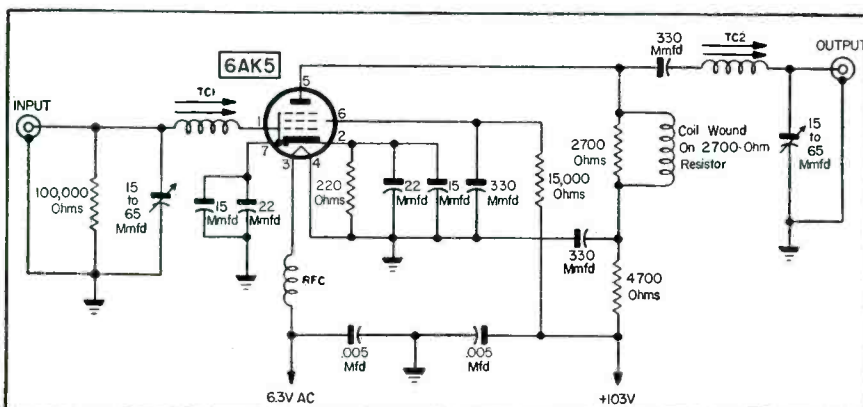 6AK5
INPUT
TC1
100,000
Ohms
15
to
65
Mmfd
1
5
6
2
7
3
4
15
Mmfd
22
Mmfd
220
Ohms
22
Mmfd
15
Mmfd
330
Mmfd
15,000
Ohms
RFC
.005
Mfd
.005
Mfd
6.3V AC
330
Mmfd
2700
Ohms
Coil Wound
On 2700-Ohm
Resistor
330
Mmfd
TC2
OUTPUT
15
to
65
Mmfd
4700
Ohms
+103V